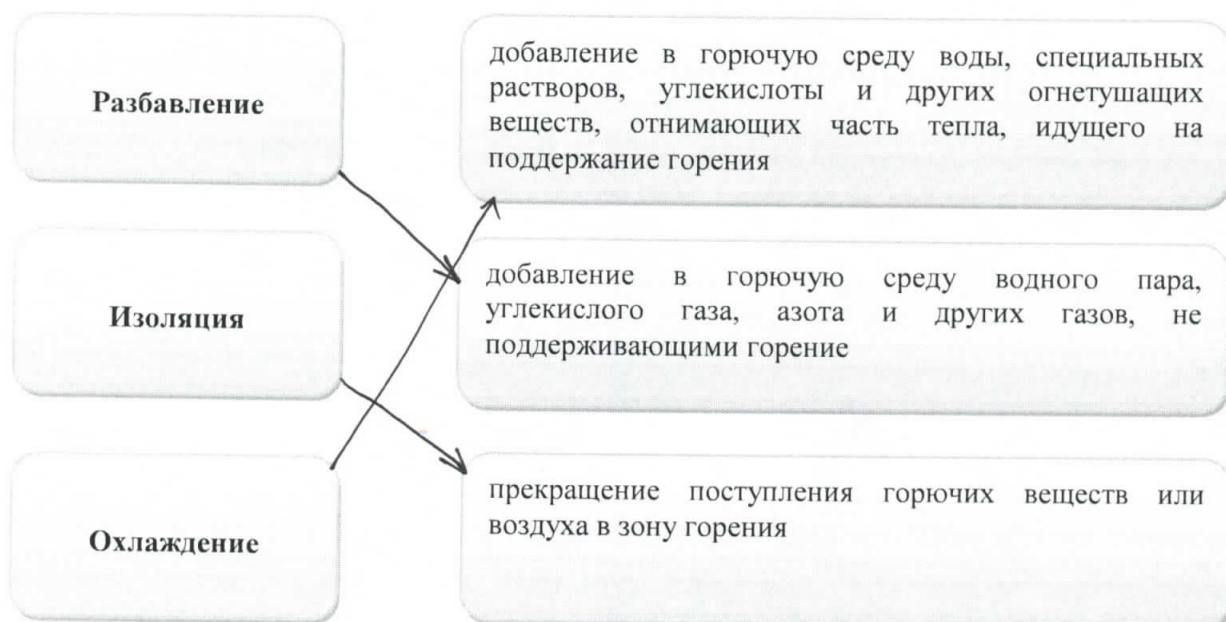 Разбавление
добавление в горючую среду воды, специальных
растворов, углекислоты и других огнетушащих
веществ, отнимающих часть тепла, идущего на
поддержание горения
Изоляция
добавление в горючую среду водного пара,
углекислого газа, азота и других газов, не
поддерживающими горение
Охлаждение
прекращение поступления горючих веществ или
воздуха в зону горения